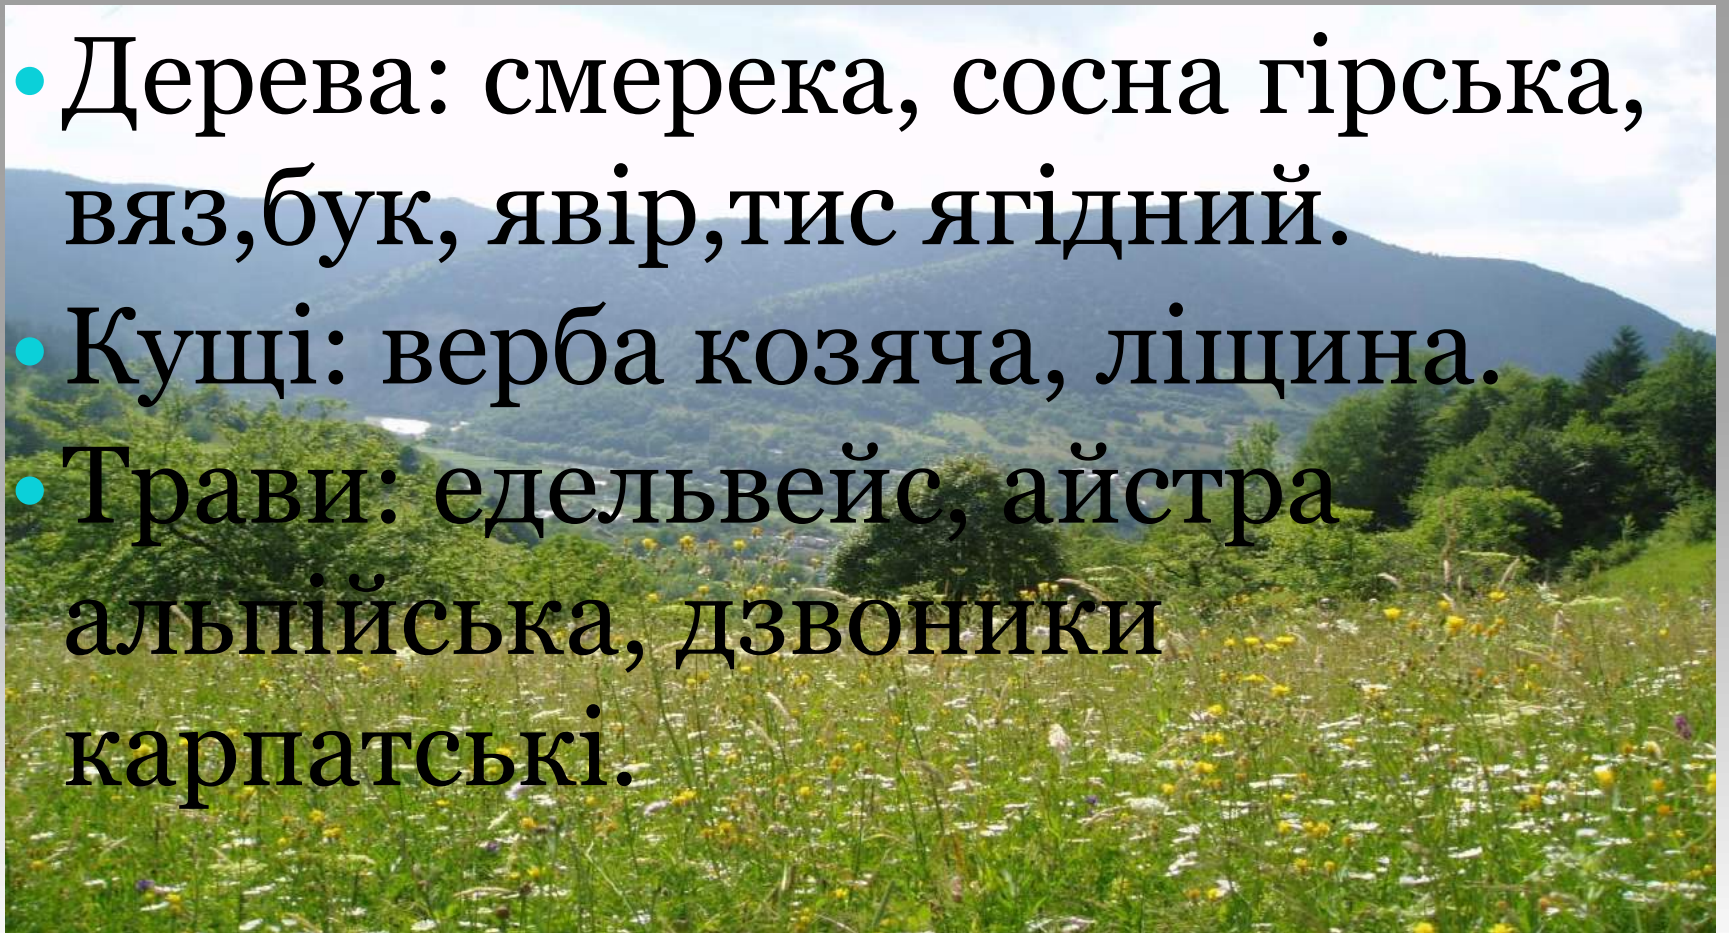 • Дерева: смерека, сосна гірська,
вяз,бук, явір,тис ягідний.
• Кущі: верба козяча, ліщина.
• Трави: едельвейс, айстра
альпійська, дзвоники
карпатські.